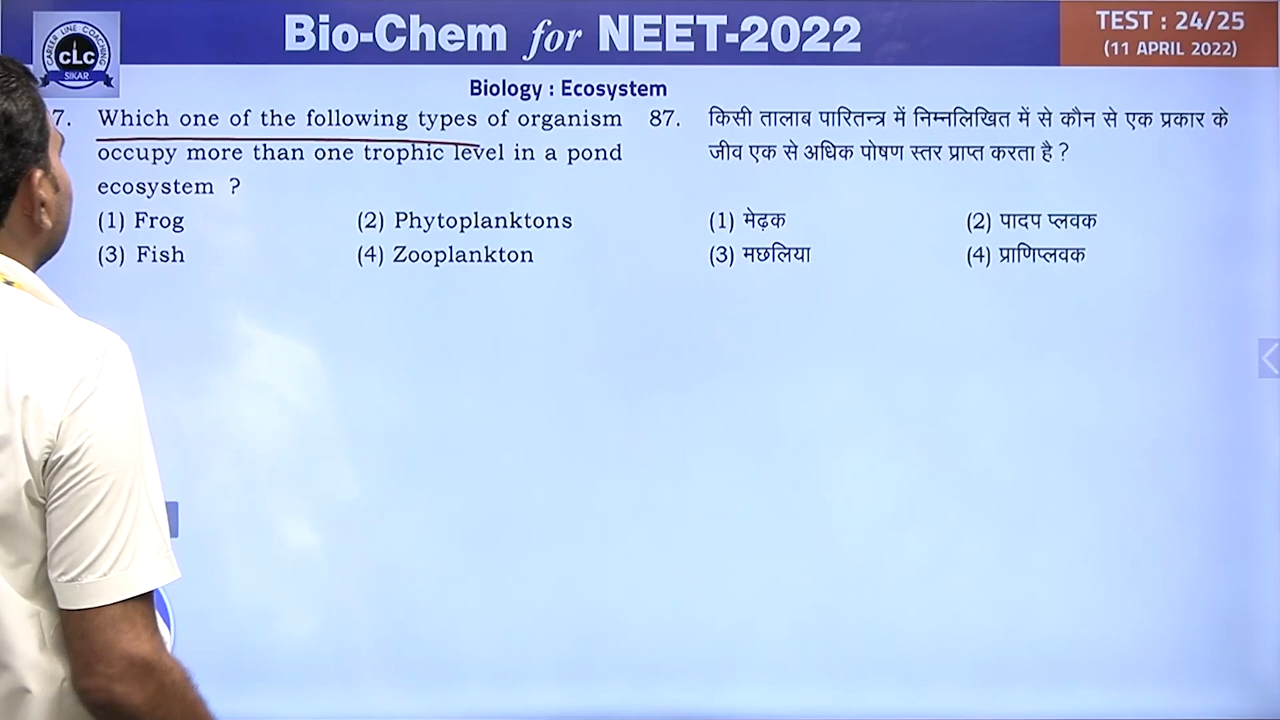 Bio-Chem for NEET-2022
TEST : 24/25
(11 APRIL 2022)
CAREER LINE COACHING
CLC
SIKAR
Biology : Ecosystem
7. Which one of the following types of organism
occupy more than one trophic level in a pond
ecosystem ?
(1) Frog (2) Phytoplanktons
(3) Fish (4) Zooplankton
87. किसी तालाब पारितन्त्र में निम्नलिखित में से कौन से एक प्रकार के
जीव एक से अधिक पोषण स्तर प्राप्त करता है ?
(1) मेढ़क (2) पादप प्लवक
(3) मछलिया (4) प्राणिप्लवक